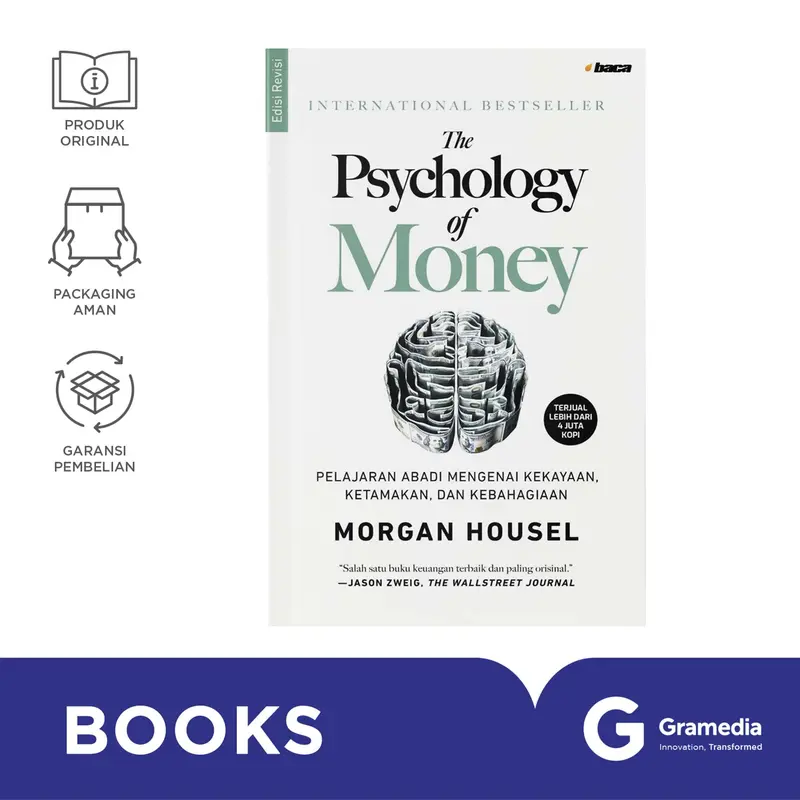 PRODUK
ORIGINAL
PACKAGING
AMAN
GARANSI
PEMBELIAN
Edisi Revisi
baca
INTERNATIONAL BESTSELLER
The
Psychology
of
Money
TERJUAL
LEBIH DARI
4 JUTA
KOPI
PELAJARAN ABADI MENGENAI KEKAYAAN,
KETAMAKAN, DAN KEBAHAGIAAN
MORGAN HOUSEL
“Salah satu buku keuangan terbaik dan paling orisinal.”
—JASON ZWEIG, THE WALLSTREET JOURNAL
BOOKS
G Gramedia
Innovation, Transformed